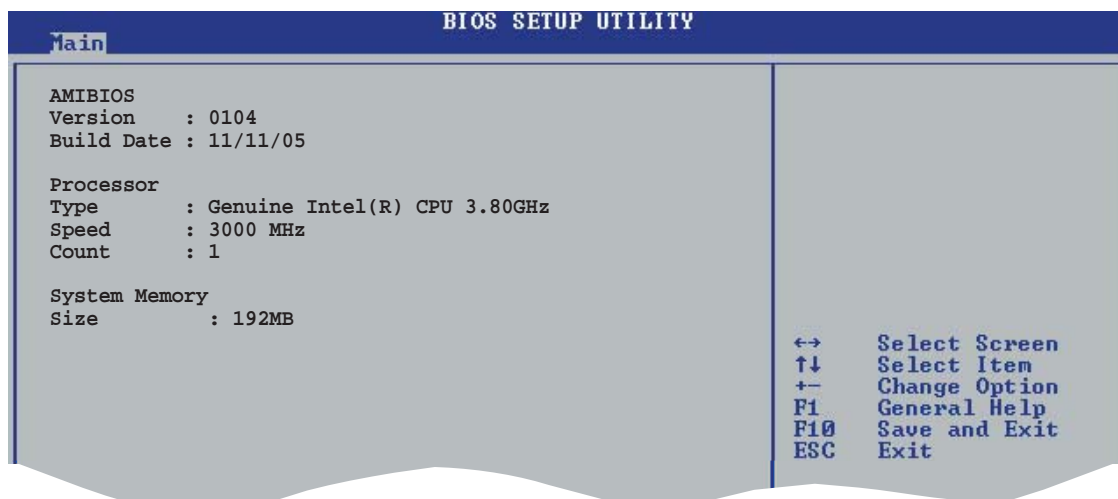 BIOS SETUP UTILITY
Main
AMIBIOS
Version : 0104
Build Date : 11/11/05
Processor
Type : Genuine Intel(R) CPU 3.80GHz
Speed : 3000 MHz
Count : 1
System Memory
Size : 192MB
←→ Select Screen
↑↓ Select Item
+- Change Option
F1 General Help
F10 Save and Exit
ESC Exit